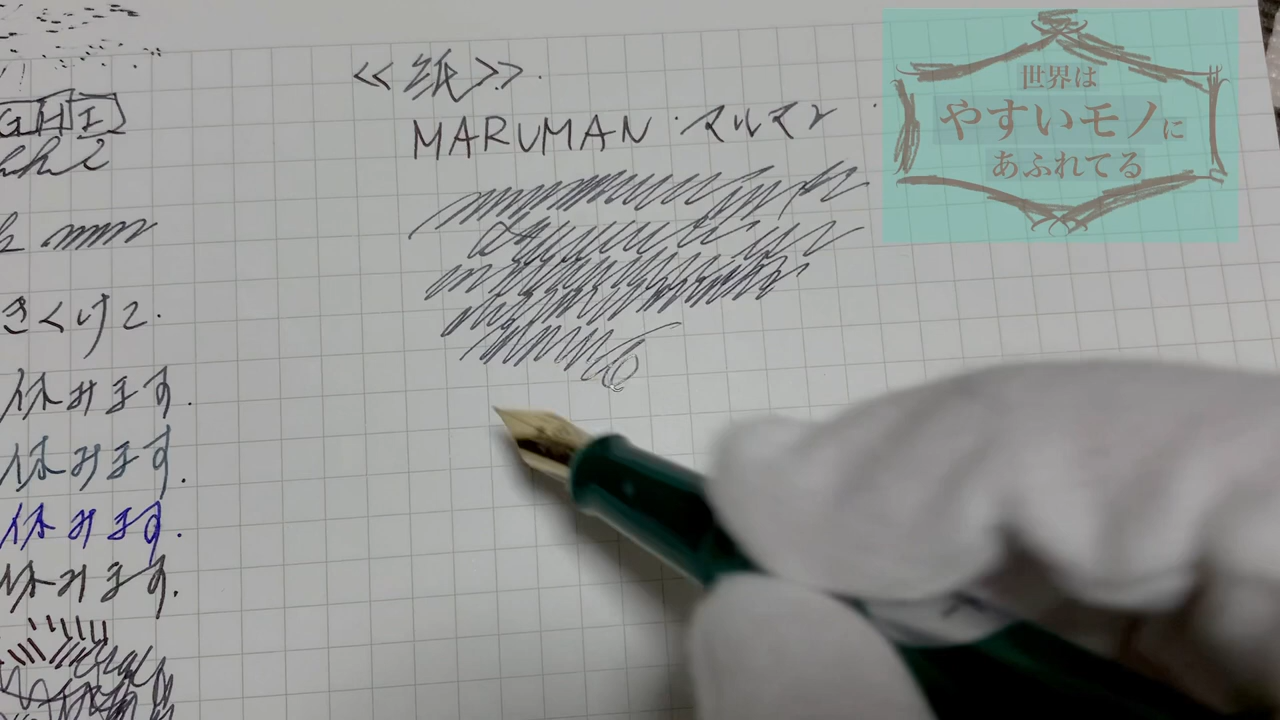 ≪紙≫.
MARUMAN・マルマン
世界は
やすいモノに
あふれてる
GHI
きくけこ.
休みます.
休みます.
休みます.
休みます.